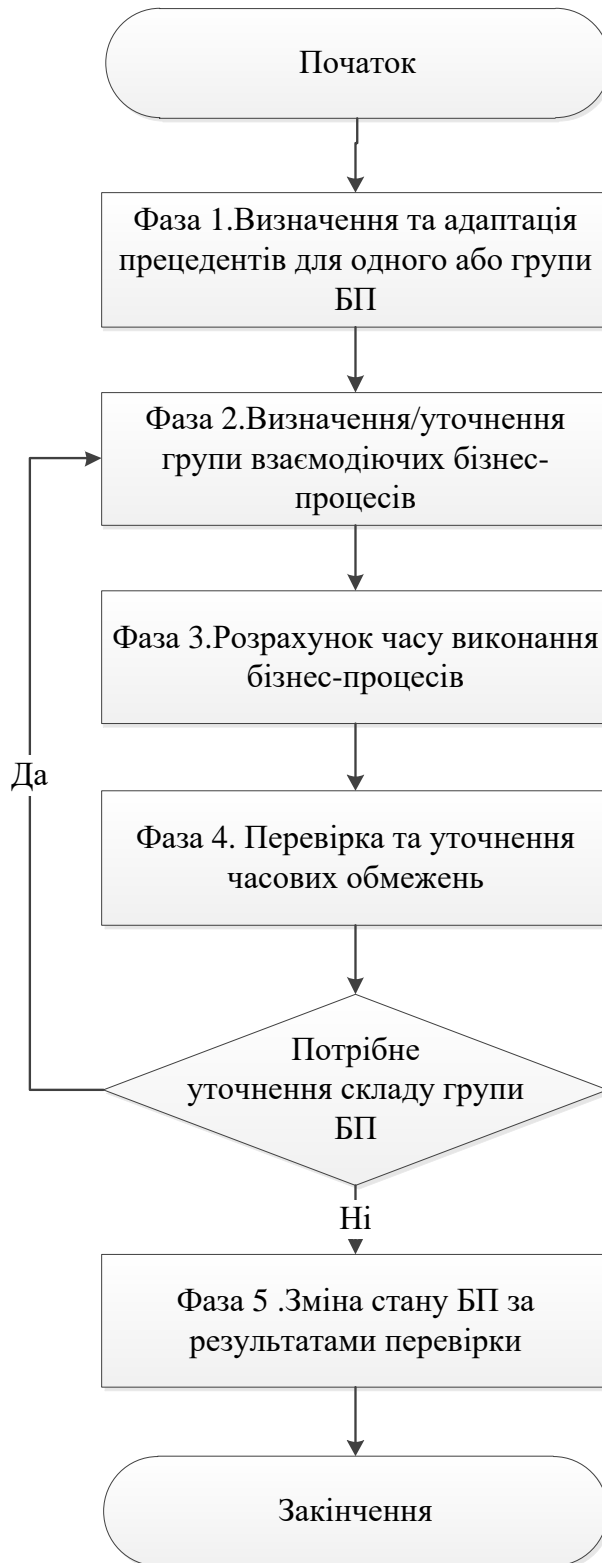 Початок
Фаза 1.Визначення та адаптація
прецедентів для одного або групи
БП
Фаза 2.Визначення/уточнення
групи взаємодіючих бізнес-
процесів
Фаза 3.Розрахунок часу виконання
бізнес-процесів
Да
Фаза 4. Перевірка та уточнення
часових обмежень
Потрібне
уточнення складу групи
БП
Ні
Фаза 5 .Зміна стану БП за
результатами перевірки
Закінчення